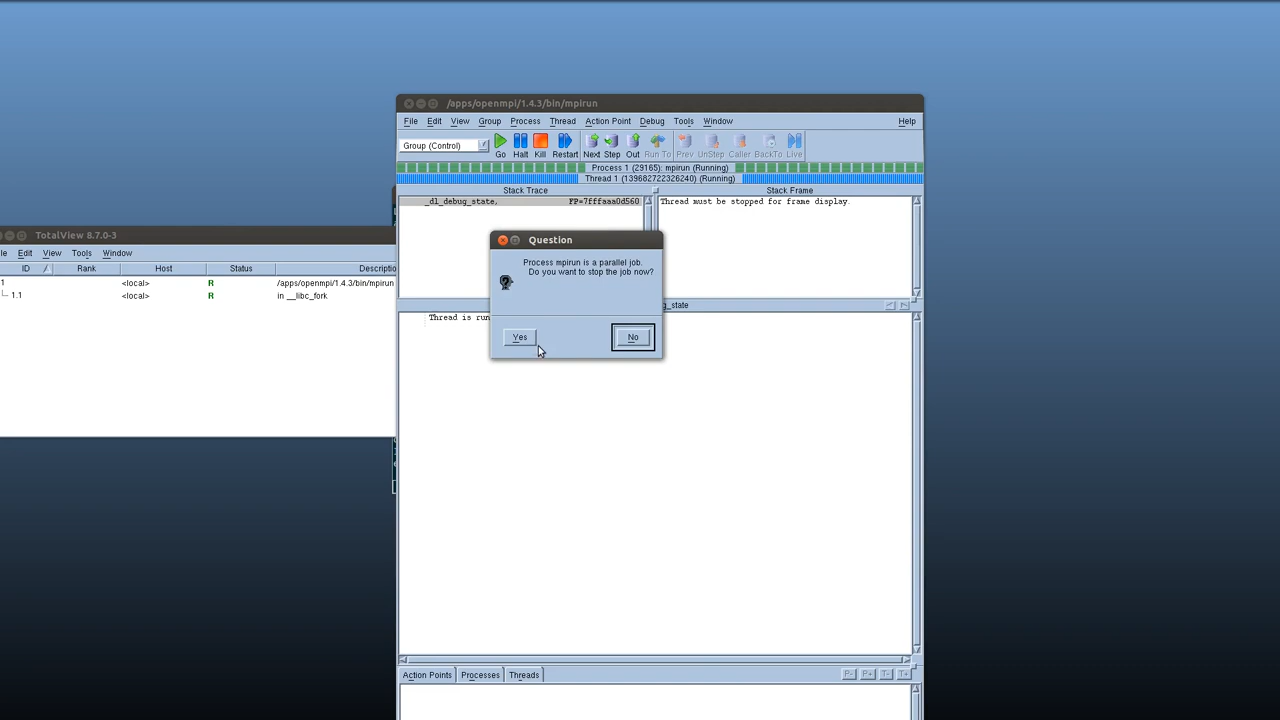 /apps/openmpi/1.4.3/bin/mpirun
File Edit View Group Process Thread Action Point Debug Tools Window Help
Group (Control)
Go Halt Kill Restart Next Step Out Run To Prev UnStep Caller BackTo Live
Process 1 (29165): mpirun (Running)
Thread 1 (139682722326240) (Running)
Stack Trace Stack Frame
_dl_debug_state, FP=7fffaaa0d560 Thread must be stopped for frame display.
TotalView 8.7.0-3
le Edit View Tools Window
ID Rank Host Status Descriptio
1 <local> R /apps/openmpi/1.4.3/bin/mpirun
1.1 <local> R in __libc_fork
Question
Process mpirun is a parallel job.
Do you want to stop the job now?
Yes No
g_state
Thread is run
Action Points Processes Threads P- P+ T- T+